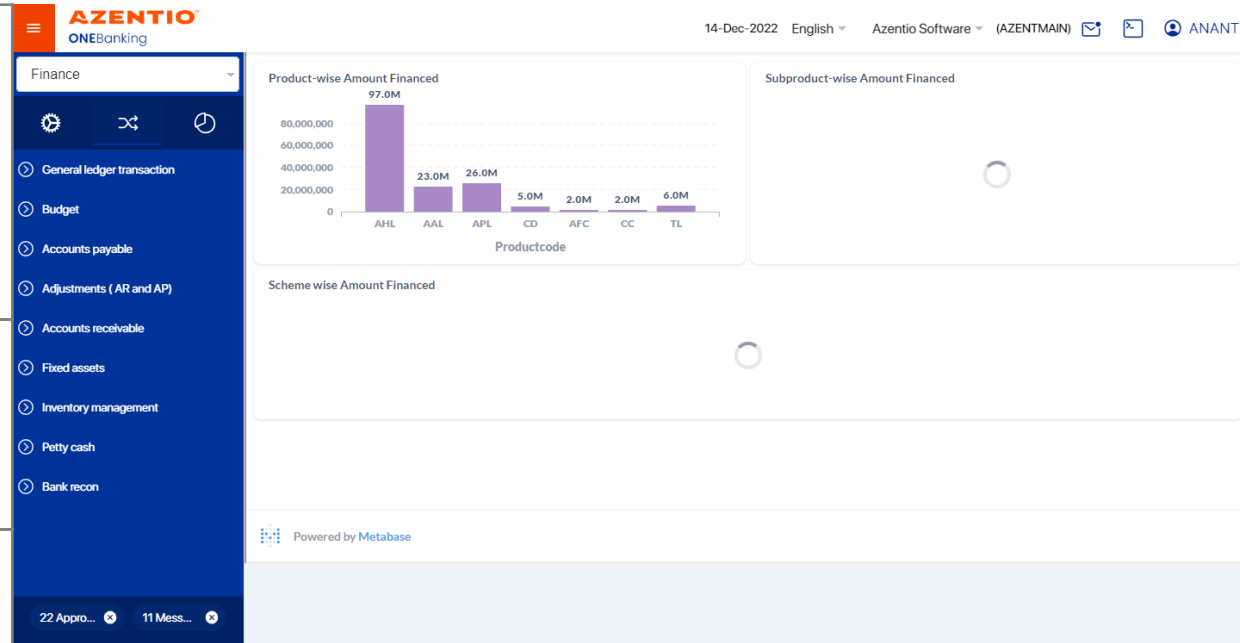 AZENTIO™
ONEBanking
14-Dec-2022 English Azentio Software (AZENTMAIN) ANANT
Finance
General ledger transaction
Budget
Accounts payable
Adjustments ( AR and AP)
Accounts receivable
Fixed assets
Inventory management
Petty cash
Bank recon
22 Appro...
11 Mess...
Product-wise Amount Financed
97.0M
80,000,000
60,000,000
40,000,000
20,000,000
0
23.0M
26.0M
5.0M
2.0M
2.0M
6.0M
AHL AAL APL CD AFC CC TL
Productcode
Subproduct-wise Amount Financed
Scheme wise Amount Financed
Powered by Metabase